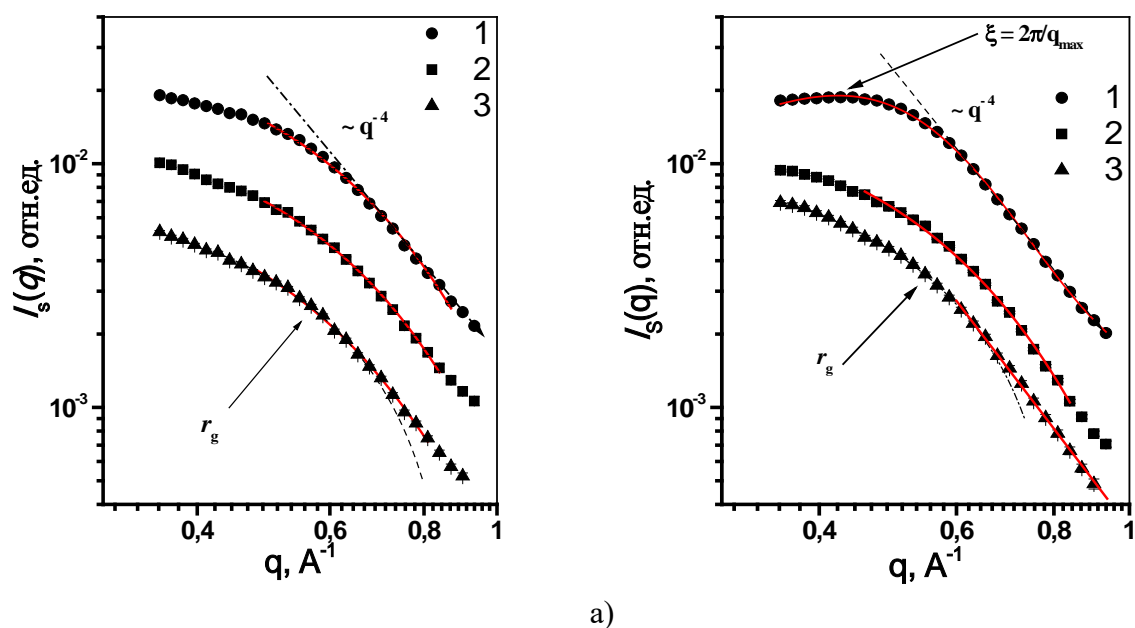 1
2
3
~ q⁻⁴
r_g
I_s(q), отн.ед.
10⁻²
10⁻³
0,4 0,6 0,8 1
q, А⁻¹
ξ = 2π/q_max
~ q⁻⁴
1
2
3
r_g
I_s(q), отн.ед.
10⁻²
10⁻³
0,4 0,6 0,8 1
q, А⁻¹
а)